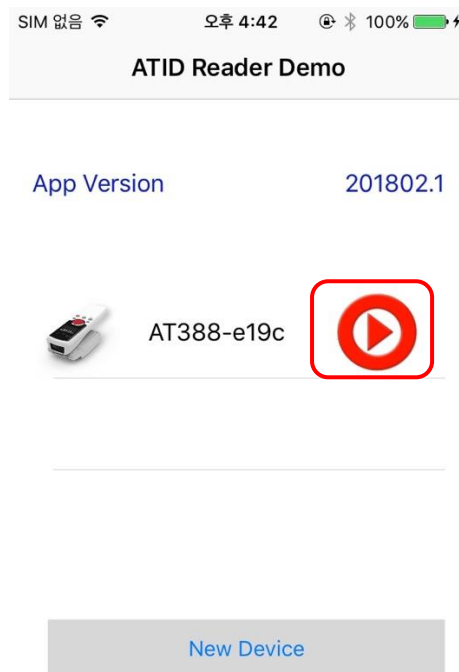 SIM 없음 오후 4:42 100%
ATID Reader Demo
App Version 201802.1
AT388-e19c
New Device